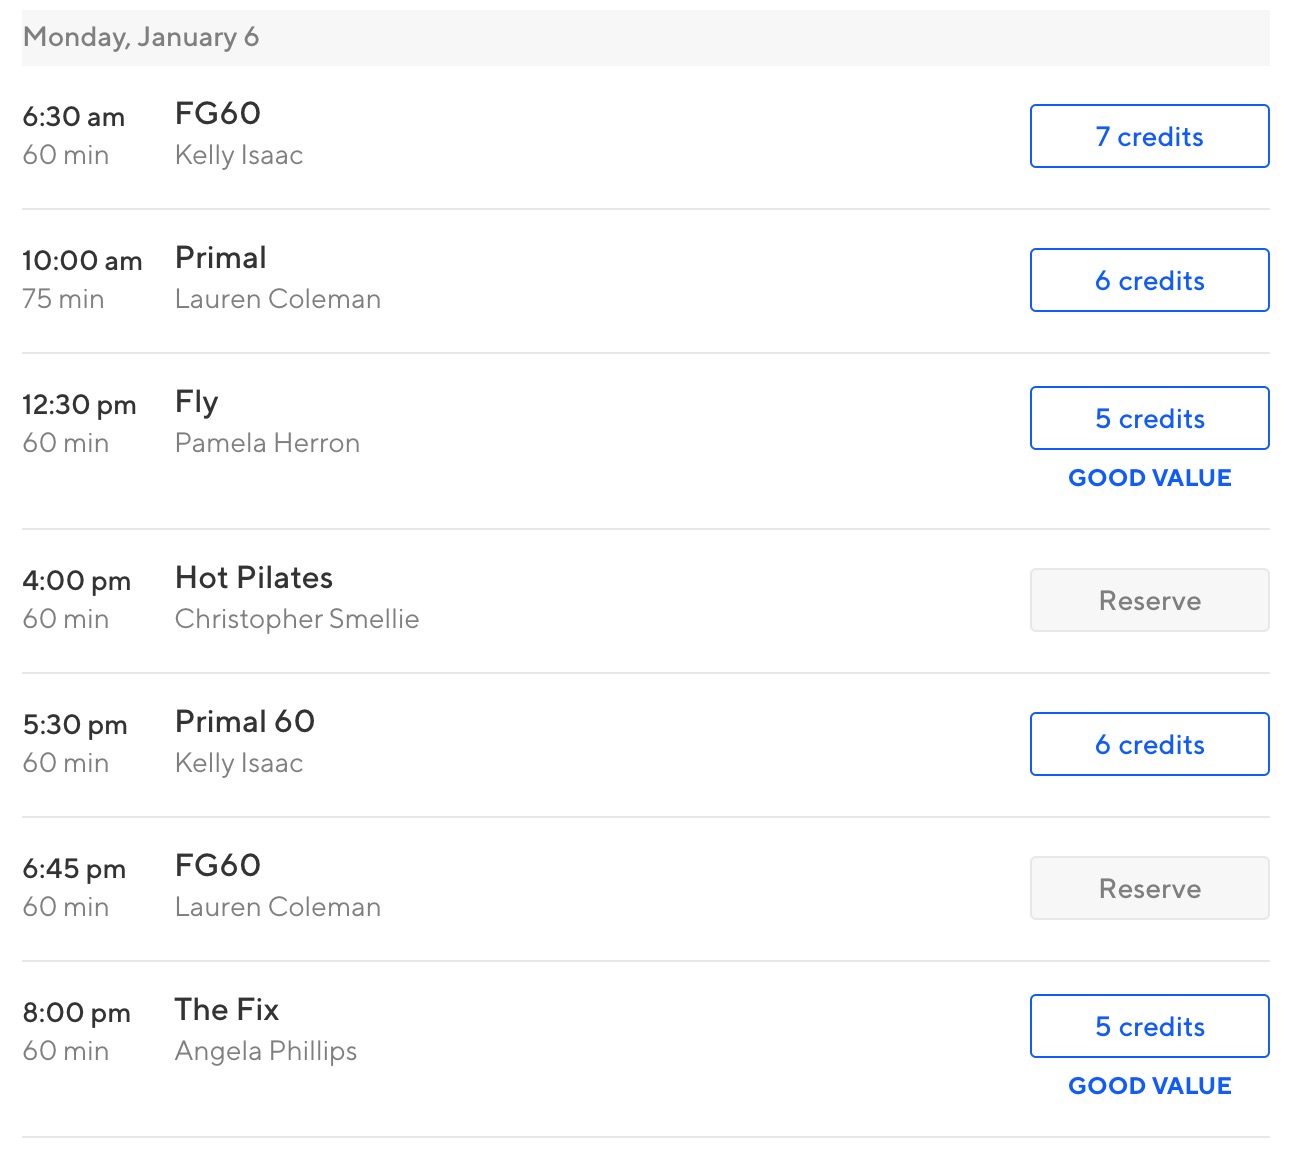 Monday, January 6
6:30 am FG60
60 min Kelly Isaac
7 credits
10:00 am Primal
75 min Lauren Coleman
6 credits
12:30 pm Fly
60 min Pamela Herron
5 credits
GOOD VALUE
4:00 pm Hot Pilates
60 min Christopher Smellie
Reserve
5:30 pm Primal 60
60 min Kelly Isaac
6 credits
6:45 pm FG60
60 min Lauren Coleman
Reserve
8:00 pm The Fix
60 min Angela Phillips
5 credits
GOOD VALUE